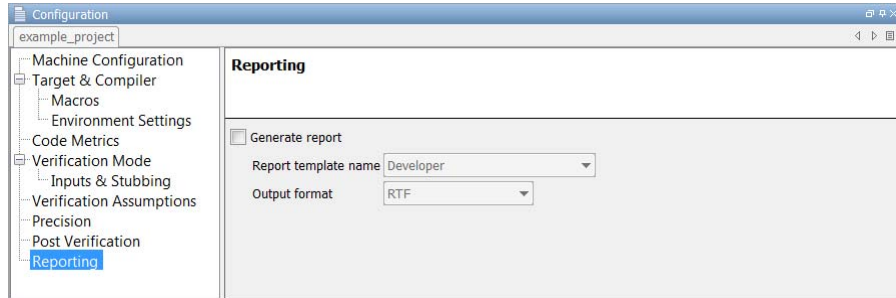 Configuration
example_project
Machine Configuration
Target & Compiler
Macros
Environment Settings
Code Metrics
Verification Mode
Inputs & Stubbing
Verification Assumptions
Precision
Post Verification
Reporting
Reporting
Generate report
Report template name Developer
Output format RTF